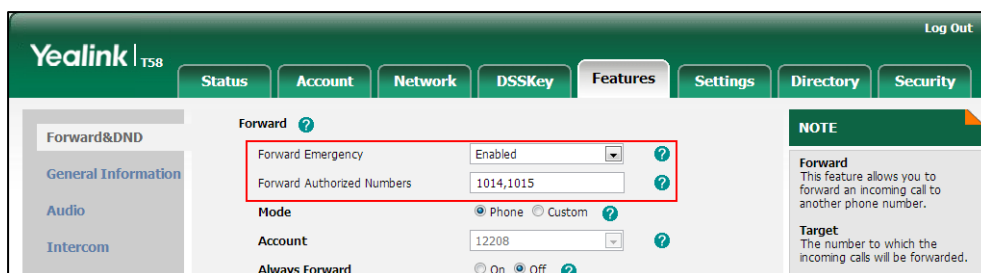 Log Out
Yealink T58
Status Account Network DSSKey Features Settings Directory Security
Forward&DND
General Information
Audio
Intercom
Forward ?
Forward Emergency Enabled ?
Forward Authorized Numbers 1014,1015 ?
Mode Phone Custom ?
Account 12208 ?
Always Forward On Off ?
NOTE
Forward
This feature allows you to
forward an incoming call to
another phone number.
Target
The number to which the
incoming calls will be forwarded.